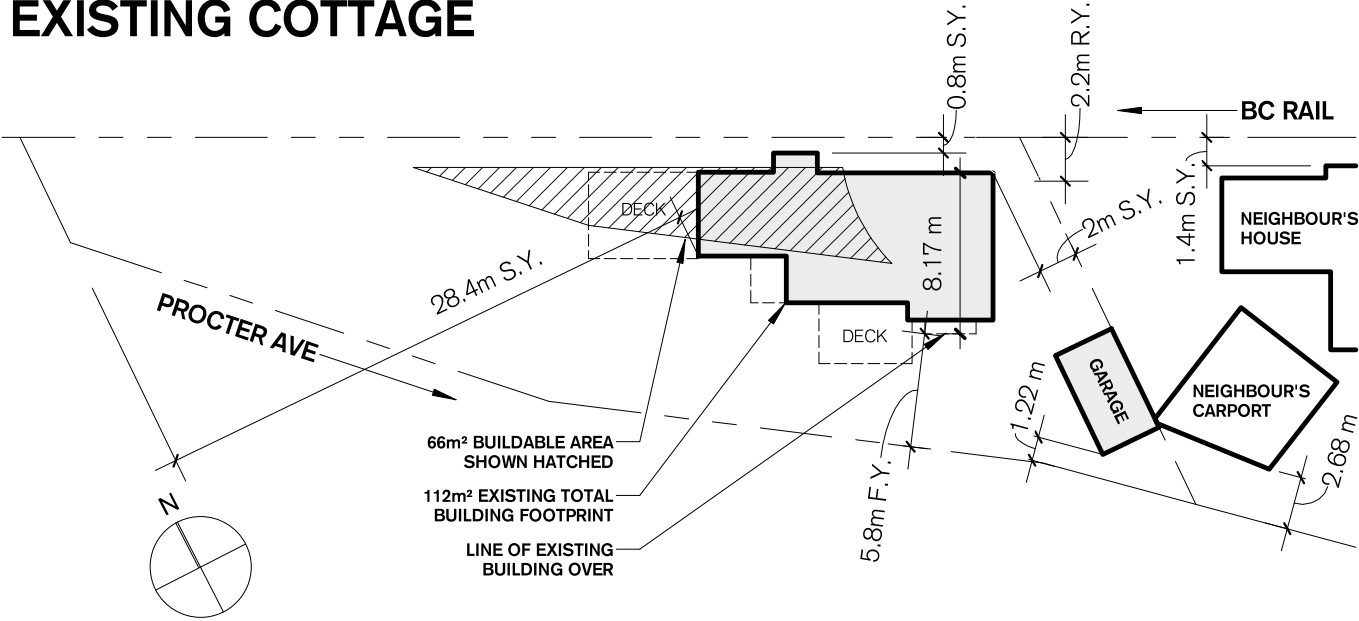 EXISTING COTTAGE
0.8m S.Y.
2.2m R.Y.
BC RAIL
1.4m S.Y.
2m S.Y.
NEIGHBOUR'S
HOUSE
DECK
8.17 m
28.4m S.Y.
PROCTER AVE
DECK
GARAGE
NEIGHBOUR'S
CARPORT
1.22 m
2.68 m
66m² BUILDABLE AREA
SHOWN HATCHED
112m² EXISTING TOTAL
BUILDING FOOTPRINT
LINE OF EXISTING
BUILDING OVER
5.8m F.Y.
N